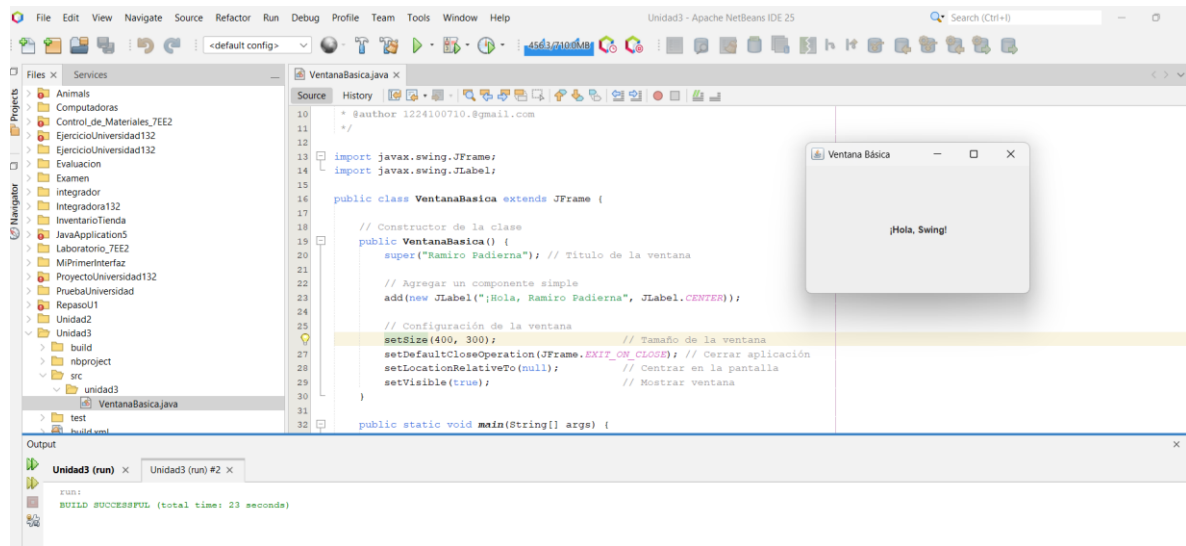 File Edit View Navigate Source Refactor Run Debug Profile Team Tools Window Help
Unidad3 - Apache NetBeans IDE 25
Search (Ctrl+I)
<default config>
456.3/710.0MB
Files
Services
Projects
Navigator
Animals
Computadoras
Control_de_Materiales_7EE2
EjercicioUniversidad132
EjercicioUniversidad132
Evaluacion
Examen
integrador
Integradora132
InventarioTienda
JavaApplication5
Laboratorio_7EE2
MiPrimerInterfaz
ProyectoUniversidad132
PruebaUniversidad
RepasoU1
Unidad2
Unidad3
build
nbproject
src
unidad3
VentanaBasica.java
test
build.xml
VentanaBasica.java
Source History
10 * @author 1224100710.@gmail.com
11 */
12
13 import javax.swing.JFrame;
14 import javax.swing.JLabel;
15
16 public class VentanaBasica extends JFrame {
17
18 // Constructor de la clase
19 public VentanaBasica() {
20 super("Ramiro Padierna"); // Título de la ventana
21
22 // Agregar un componente simple
23 add(new JLabel("¡Hola, Ramiro Padierna", JLabel.CENTER));
24
25 // Configuración de la ventana
setSize(400, 300); // Tamaño de la ventana
27 setDefaultCloseOperation(JFrame.EXIT_ON_CLOSE); // Cerrar aplicación
28 setLocationRelativeTo(null); // Centrar en la pantalla
29 setVisible(true); // Mostrar ventana
30 }
31
32 public static void main(String[] args) {
Ventana Básica
¡Hola, Swing!
Output
Unidad3 (run)
Unidad3 (run) #2
run:
BUILD SUCCESSFUL (total time: 23 seconds)